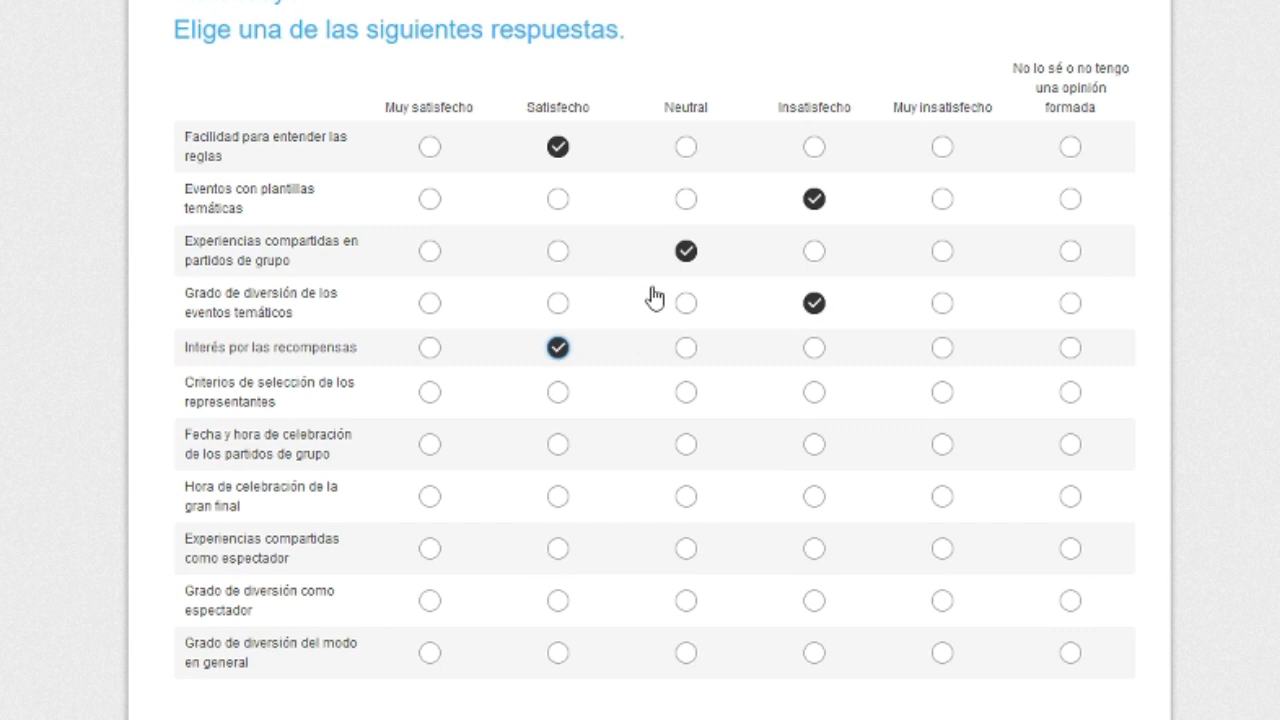 Elige una de las siguientes respuestas.
No lo sé o no tengo
una opinión
Muy satisfecho Satisfecho Neutral Insatisfecho Muy insatisfecho formada
Facilidad para entender las
reglas
Eventos con plantillas
temáticas
Experiencias compartidas en
partidos de grupo
Grado de diversión de los
eventos temáticos
Interés por las recompensas
Criterios de selección de los
representantes
Fecha y hora de celebración
de los partidos de grupo
Hora de celebración de la
gran final
Experiencias compartidas
como espectador
Grado de diversión como
espectador
Grado de diversión del modo
en general